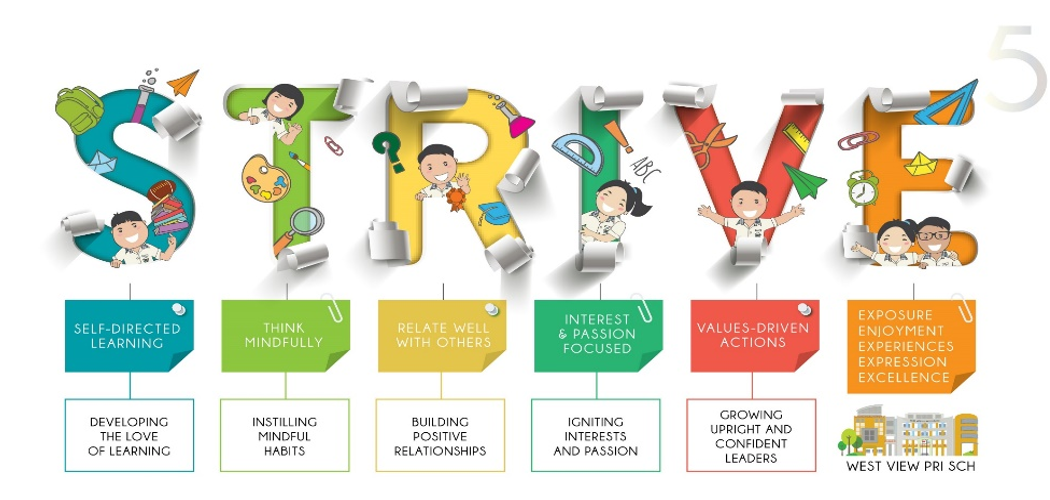 5
STRIVE
ABC
SELF-DIRECTED
LEARNING
THINK
MINDFULLY
RELATE WELL
WITH OTHERS
INTEREST
& PASSION
FOCUSED
VALUES-DRIVEN
ACTIONS
EXPOSURE
ENJOYMENT
EXPERIENCES
EXPRESSION
EXCELLENCE
DEVELOPING
THE LOVE
OF LEARNING
INSTILLING
MINDFUL
HABITS
BUILDING
POSITIVE
RELATIONSHIPS
IGNITING
INTERESTS
AND PASSION
GROWING
UPRIGHT AND
CONFIDENT
LEADERS
WEST VIEW PRI SCH